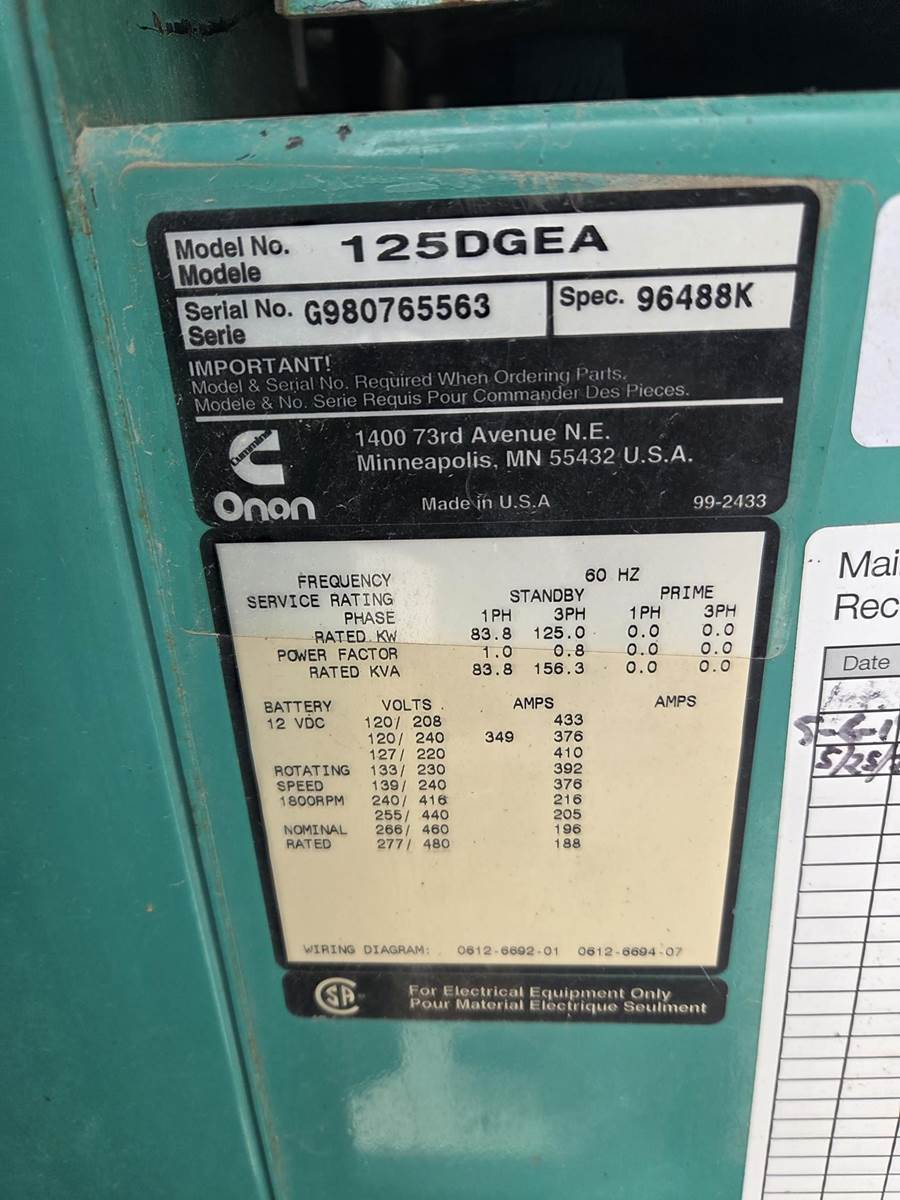 Model No. 125DGEA
Modele
Serial No. G980765563 Spec. 96488K
Serie
IMPORTANT!
Model & Serial No. Required When Ordering Parts.
Modele & No. Serie Requis Pour Commander Des Pieces.
Cummins
Onan
1400 73rd Avenue N.E.
Minneapolis, MN 55432 U.S.A.
Made in U.S.A 99-2433
FREQUENCY 60 HZ
SERVICE RATING STANDBY PRIME
PHASE 1PH 3PH 1PH 3PH
RATED KW 83.8 125.0 0.0 0.0
POWER FACTOR 1.0 0.8 0.0 0.0
RATED KVA 83.8 156.3 0.0 0.0
BATTERY VOLTS AMPS AMPS
12 VDC 120/ 208 433
120/ 240 349 376
127/ 220 410
ROTATING 133/ 230 392
SPEED 139/ 240 376
1800RPM 240/ 416 216
255/ 440 205
NOMINAL 266/ 460 196
RATED 277/ 480 188
WIRING DIAGRAM: 0612-6692-01 0612-6694-07
CSA
For Electrical Equipment Only
Pour Material Electrique Seulment
Mai
Rec
Date
5-6-1
5/25/